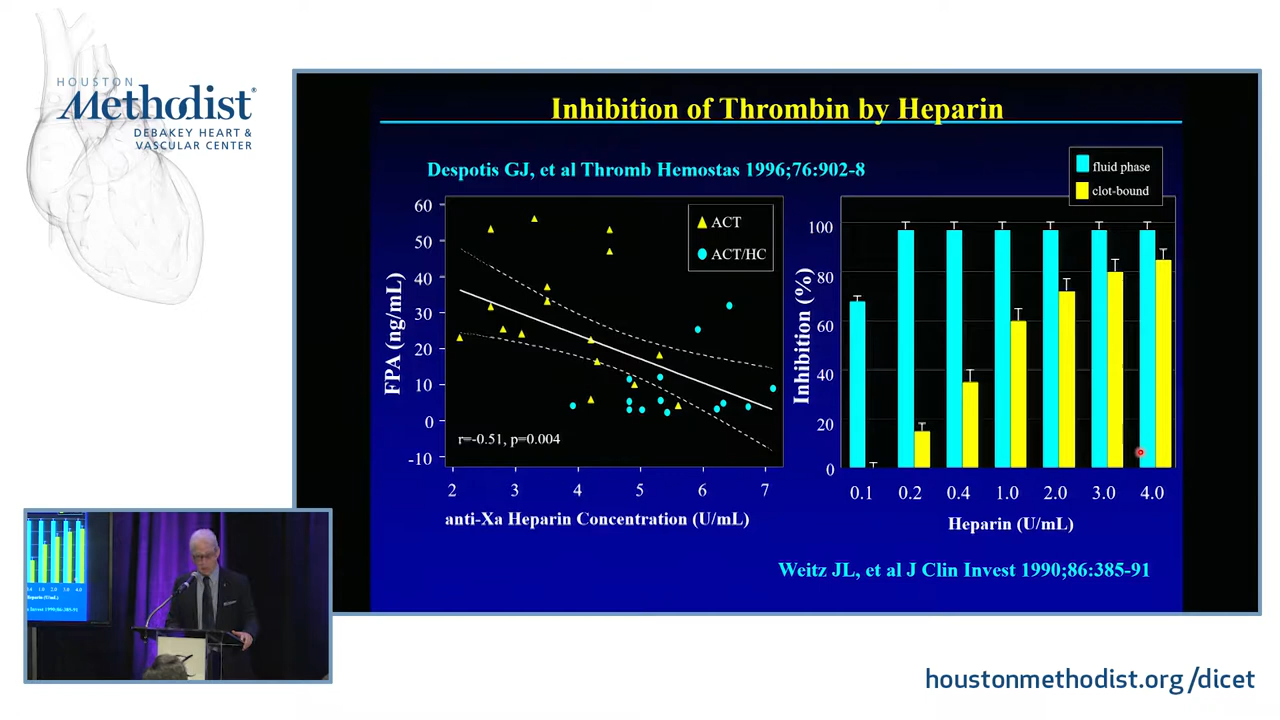 HOUSTON
Methodist®
DEBAKEY HEART &
VASCULAR CENTER
Inhibition of Thrombin by Heparin
Despotis GJ, et al Thromb Hemostas 1996;76:902-8
fluid phase
clot-bound
ACT
ACT/HC
FPA (ng/mL)
60
50
40
30
20
10
0
-10
r=-0.51, p=0.004
2 3 4 5 6 7
anti-Xa Heparin Concentration (U/mL)
Inhibition (%)
100
80
60
40
20
0
0.1 0.2 0.4 1.0 2.0 3.0 4.0
Heparin (U/mL)
Weitz JL, et al J Clin Invest 1990;86:385-91
houstonmethodist.org/dicet